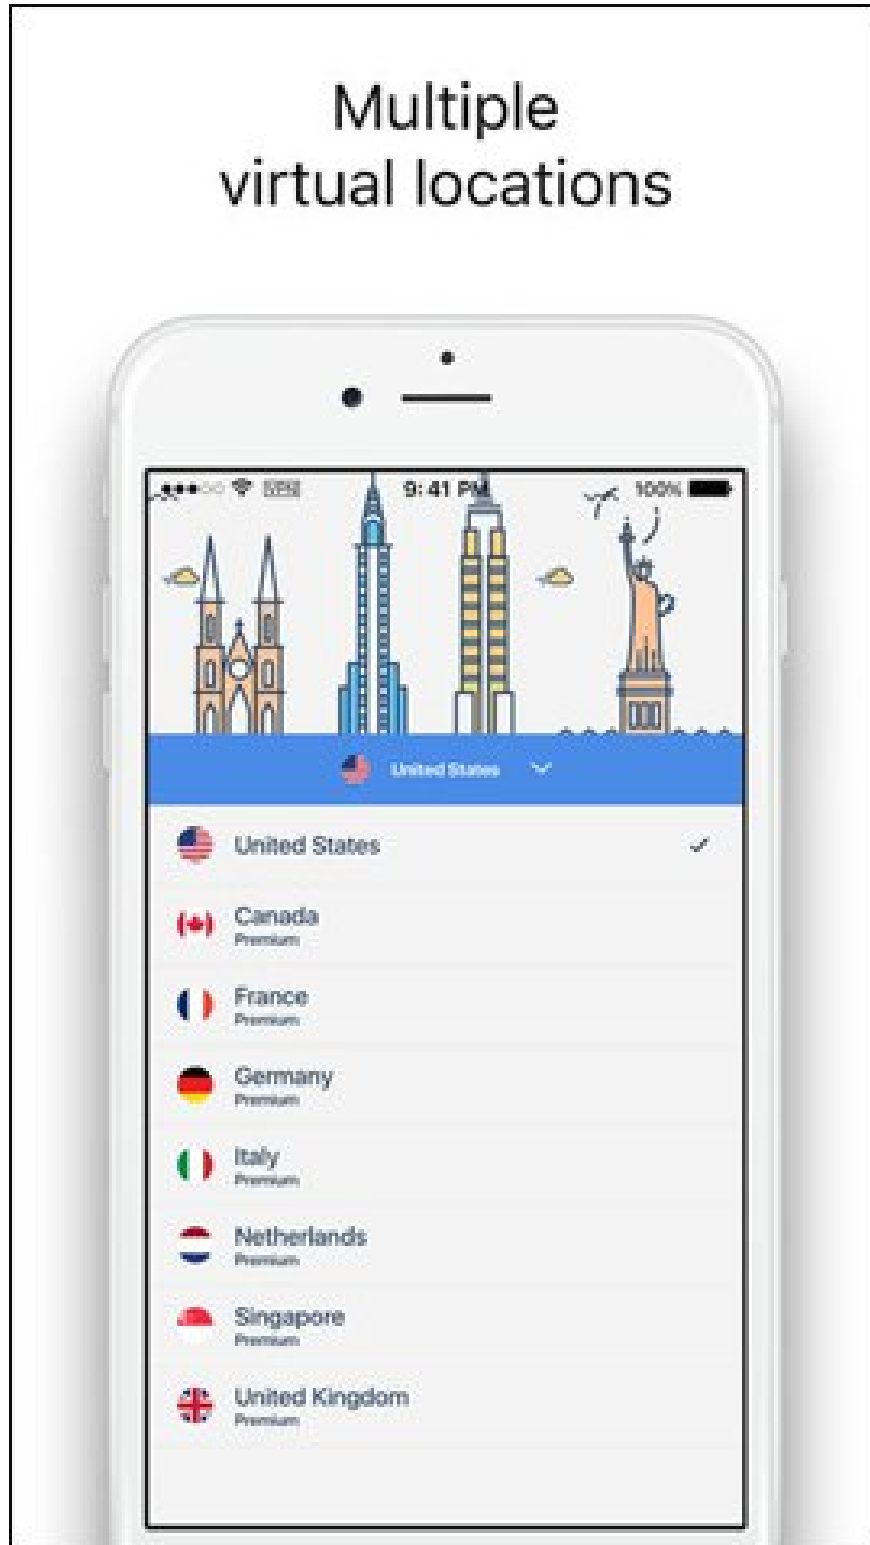 Multiple
virtual locations
VPN 9:41 PM 100%
United States
United States
Canada
Premium
France
Premium
Germany
Premium
Italy
Premium
Netherlands
Premium
Singapore
Premium
United Kingdom
Premium